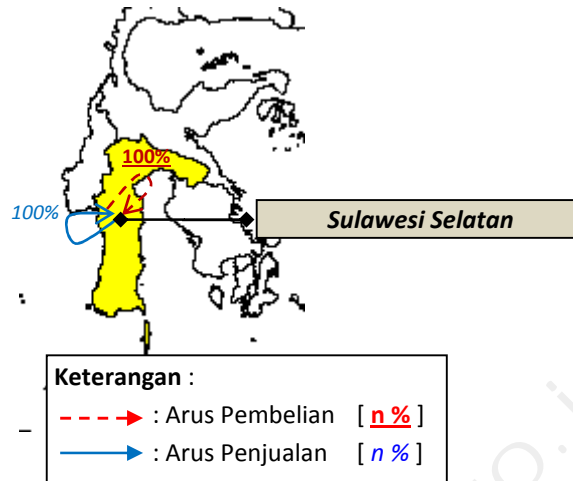 100%
100%
Sulawesi Selatan
Keterangan :
: Arus Pembelian [ n % ]
: Arus Penjualan [ n % ]